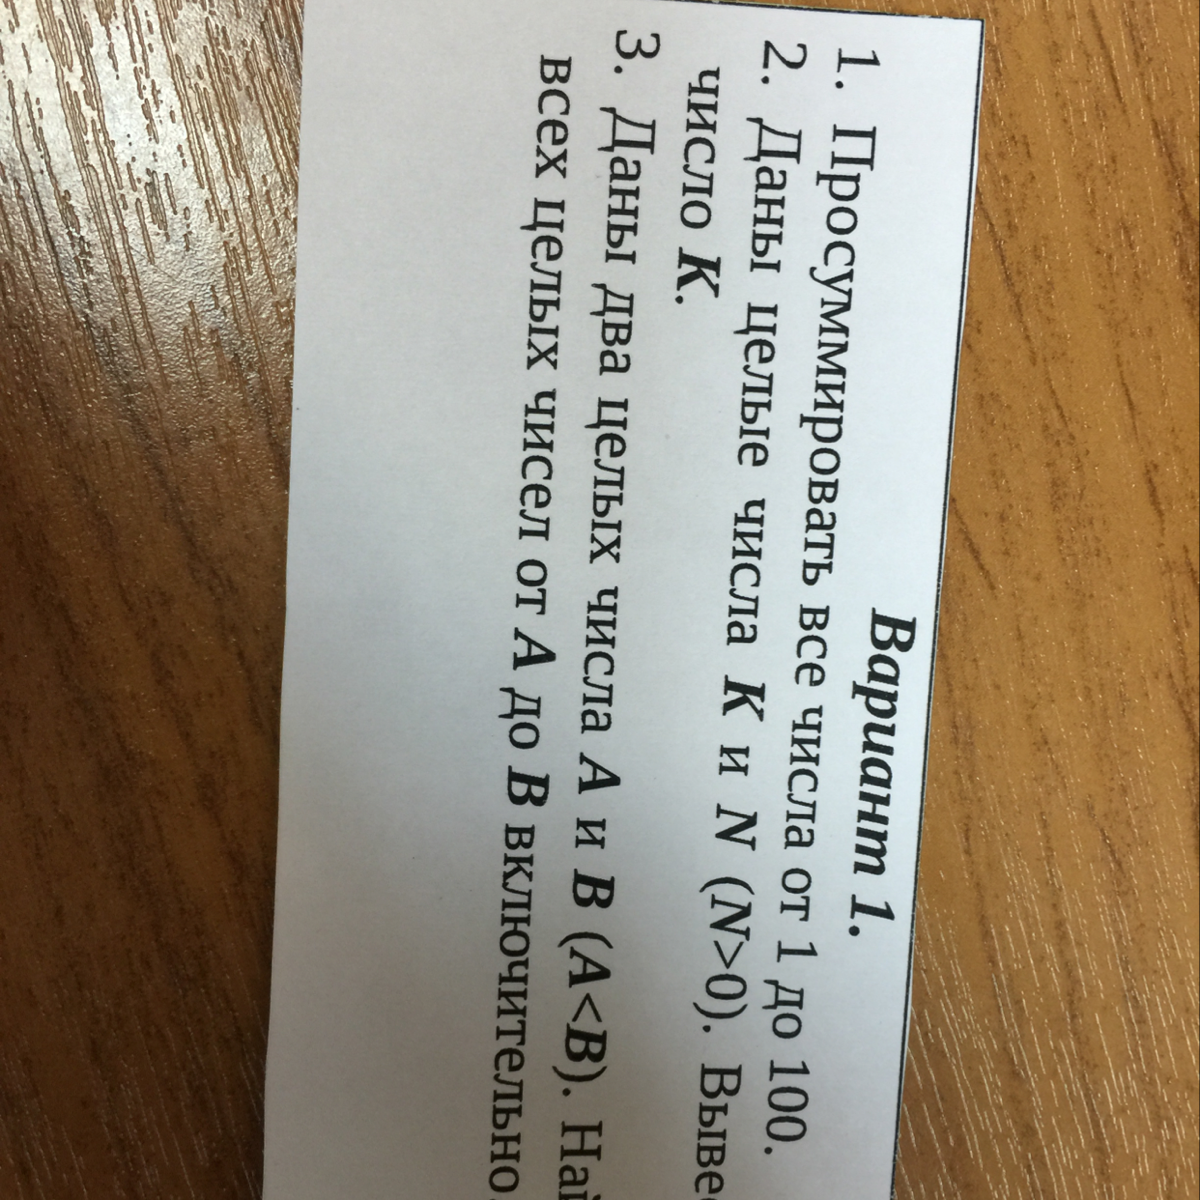 Вариант 1.
1. Просуммировать все числа от 1 до 100.
2. Даны целые числа K и N (N>0). Выве
число K.
3. Даны два целых числа A и B (A<B). Най
всех целых чисел от A до B включительно.